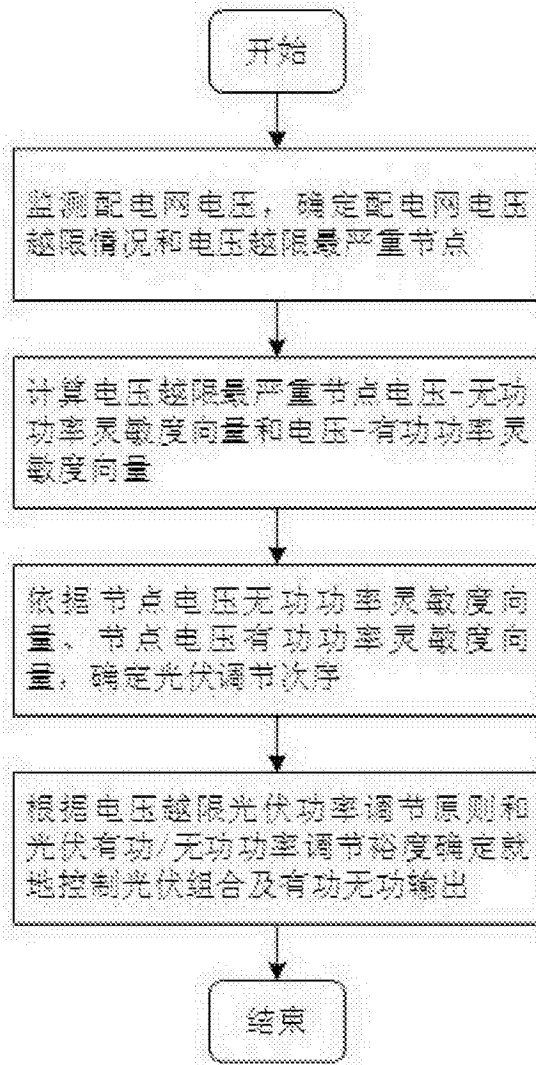 开始
监测配电网电压，确定配电网电压
越限情况和电压越限最严重节点
计算电压越限最严重节点电压-无功
功率灵敏度向量和电压-有功功率灵
敏度向量
依据节点电压无功功率灵敏度向
量、节点电压有功功率灵敏度向
量，确定光伏调节次序
根据电压越限光伏功率调节原则和
光伏有功/无功功率调节裕度确定就
地控制光伏组合及有功无功输出
结束